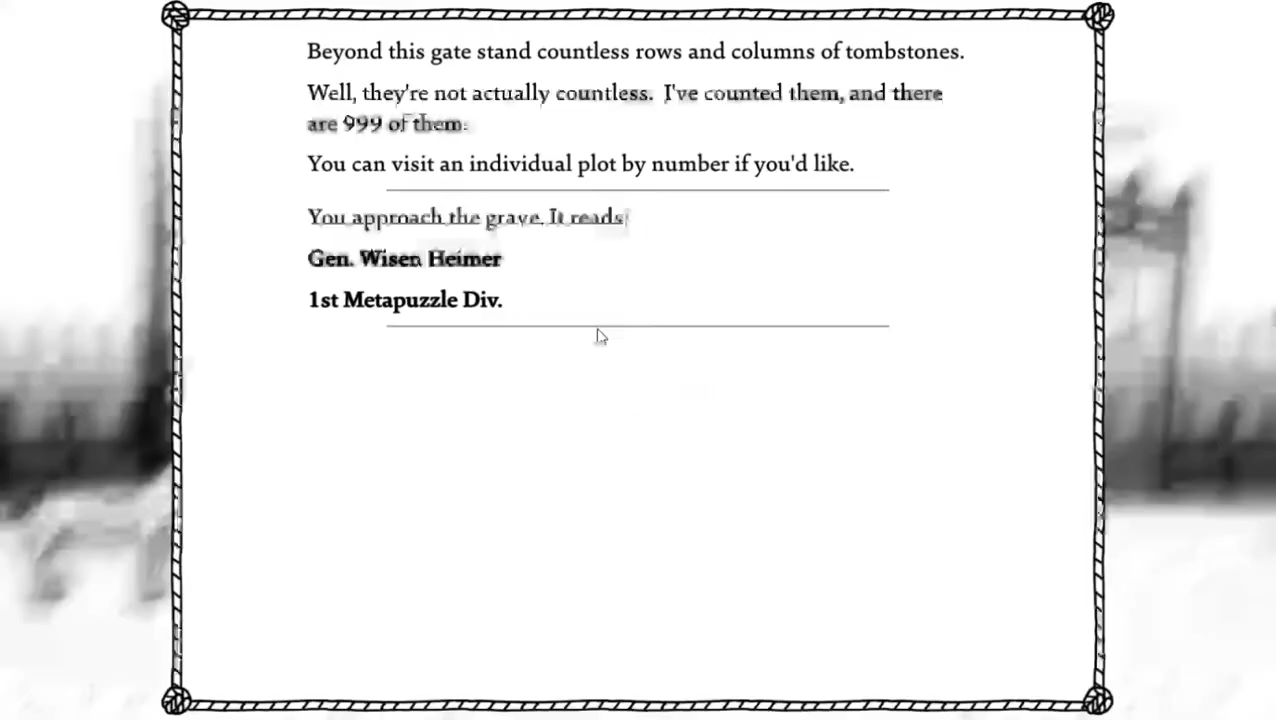 Beyond this gate stand countless rows and columns of tombstones.
Well, they're not actually countless. I've counted them, and there
are 999 of them.
You can visit an individual plot by number if you'd like.
You approach the grave. It reads:
Gen. Wisen Heimer
1st Metapuzzle Div.